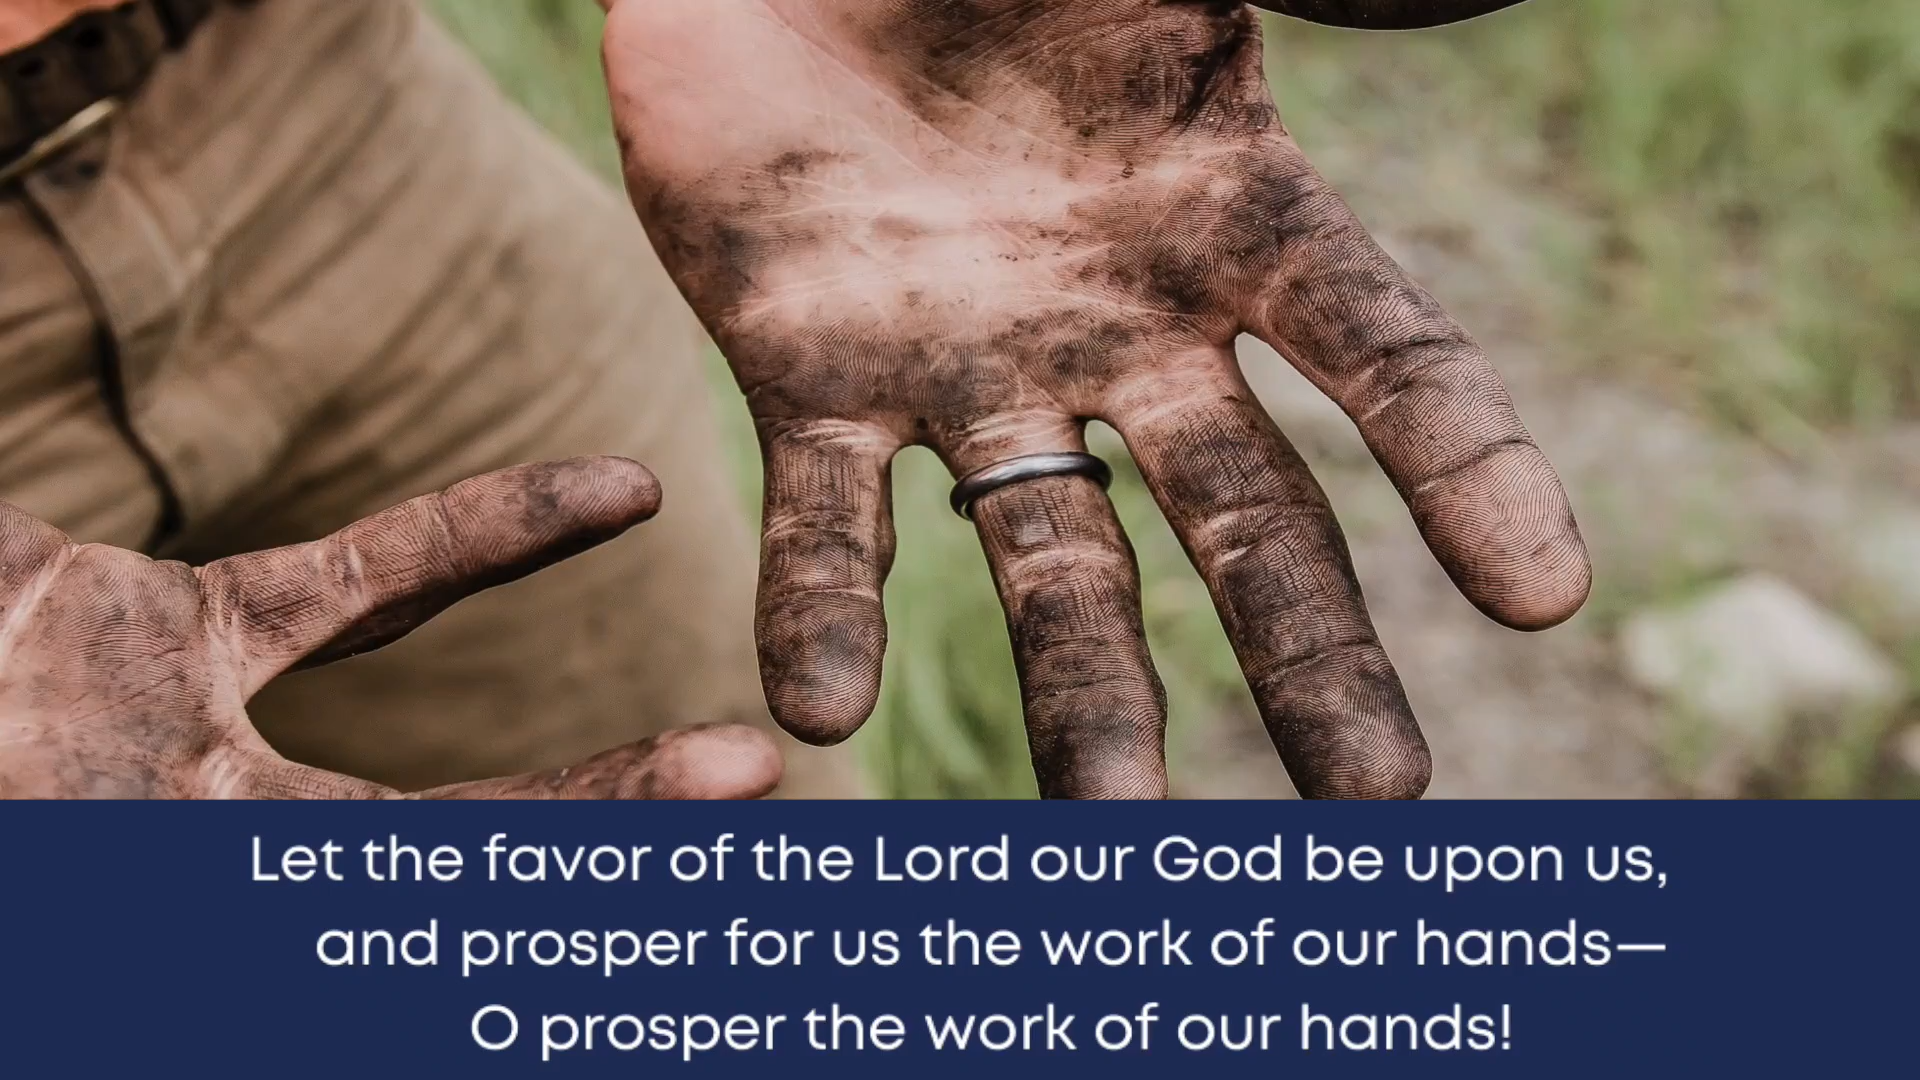 Let the favor of the Lord our God be upon us,
and prosper for us the work of our hands—
O prosper the work of our hands!